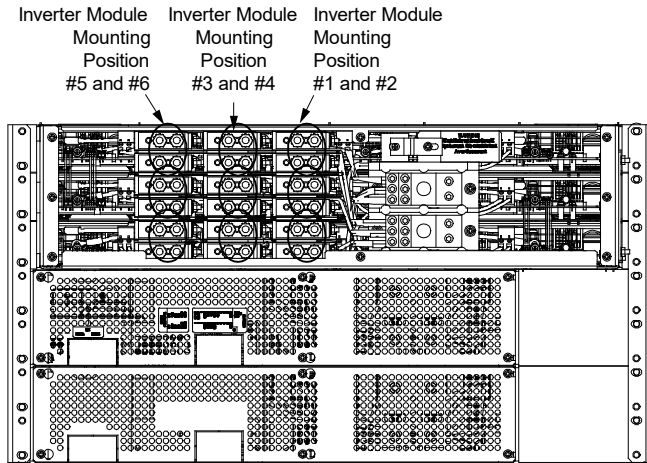 Inverter Module
Mounting
Position
#5 and #6
Inverter Module
Mounting
Position
#3 and #4
Inverter Module
Mounting
Position
#1 and #2